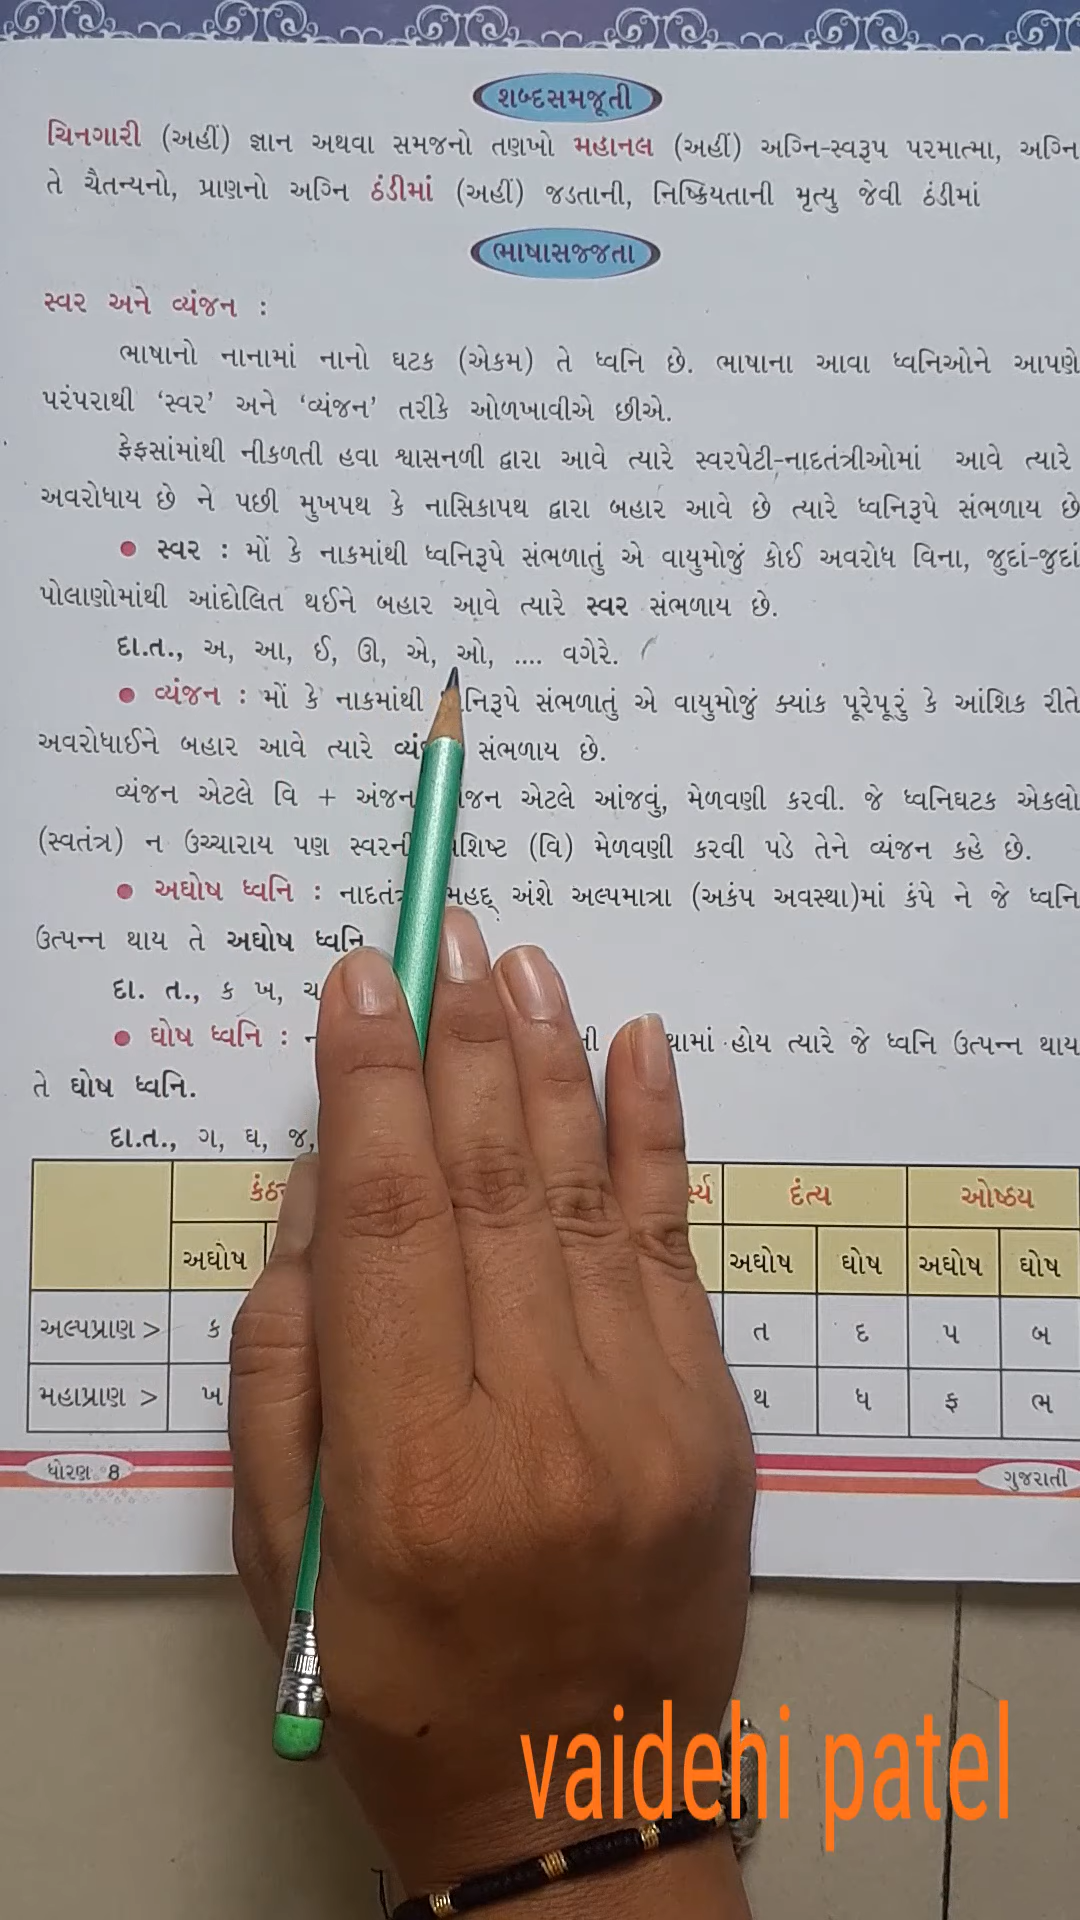 શબ્દસમજૂતી
ચિનગારી (અહીં) જ્ઞાન અથવા સમજનો તણખો મહાનલ (અહીં) અગ્નિ-સ્વરૂપ પરમાત્મા, અગ્નિ
તે ચૈતન્યનો, પ્રાણનો અગ્નિ ઠંડીમાં (અહીં) જડતાની, નિષ્ક્રિયતાની મૃત્યુ જેવી ઠંડીમાં
ભાષાસજ્જતા
સ્વર અને વ્યંજન :
ભાષાનો નાનામાં નાનો ઘટક (એકમ) તે ધ્વનિ છે. ભાષાના આવા ધ્વનિઓને આપણે
પરંપરાથી ‘સ્વર’ અને ‘વ્યંજન’ તરીકે ઓળખાવીએ છીએ.
ફેફસાંમાંથી નીકળતી હવા શ્વાસનળી દ્વારા આવે ત્યારે સ્વરપેટી-નાદતંત્રીઓમાં આવે ત્યારે
અવરોધાય છે ને પછી મુખપથ કે નાસિકાપથ દ્વારા બહાર આવે છે ત્યારે ધ્વનિરૂપે સંભળાય છે
● સ્વર : મોં કે નાકમાંથી ધ્વનિરૂપે સંભળાતું એ વાયુમોજું કોઈ અવરોધ વિના, જુદાં-જુદાં
પોલાણોમાંથી આંદોલિત થઈને બહાર આવે ત્યારે સ્વર સંભળાય છે.
દા.ત., અ, આ, ઈ, ઊ, એ, ઓ, .... વગેરે.
● વ્યંજન : મોં કે નાકમાંથી નિરૂપે સંભળાતું એ વાયુમોજું ક્યાંક પૂરેપૂરું કે આંશિક રીતે
અવરોધાઈને બહાર આવે ત્યારે વ્યં સંભળાય છે.
વ્યંજન એટલે વિ + અંજન જન એટલે આંજવું, મેળવણી કરવી. જે ધ્વનિઘટક એકલો
(સ્વતંત્ર) ન ઉચ્ચારાય પણ સ્વરની શિષ્ટ (વિ) મેળવણી કરવી પડે તેને વ્યંજન કહે છે.
● અઘોષ ધ્વનિ : નાદતં મહદ્ અંશે અલ્પમાત્રા (અકંપ અવસ્થા)માં કંપે ને જે ધ્વનિ
ઉત્પન્ન થાય તે અઘોષ ધ્વનિ
દા. ત., ક ખ, ચ
● ઘોષ ધ્વનિ : ની થામાં હોય ત્યારે જે ધ્વનિ ઉત્પન્ન થાય
તે ઘોષ ધ્વનિ.
દા.ત., ગ, ઘ, જ,
કંઠ ર્સ્ય દંત્ય ઓષ્ઠય
અઘોષ અઘોષ ઘોષ અઘોષ ઘોષ
અલ્પપ્રાણ > ક ત દ પ બ
મહાપ્રાણ > ખ થ ધ ફ ભ
ધોરણ 8 ગુજરાતી
vaidehi patel